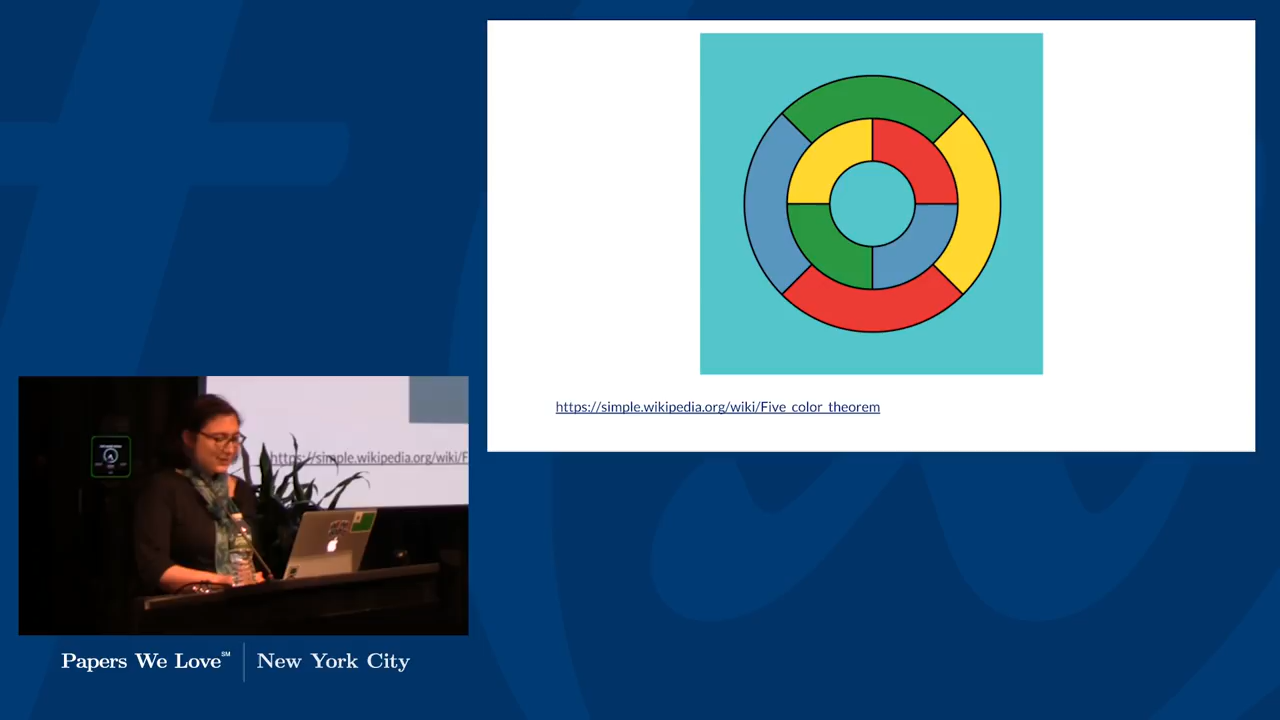 https://simple.wikipedia.org/wiki/Five_color_theorem
https://simple.wikipedia.org/wiki/F
Papers We Love℠ | New York City